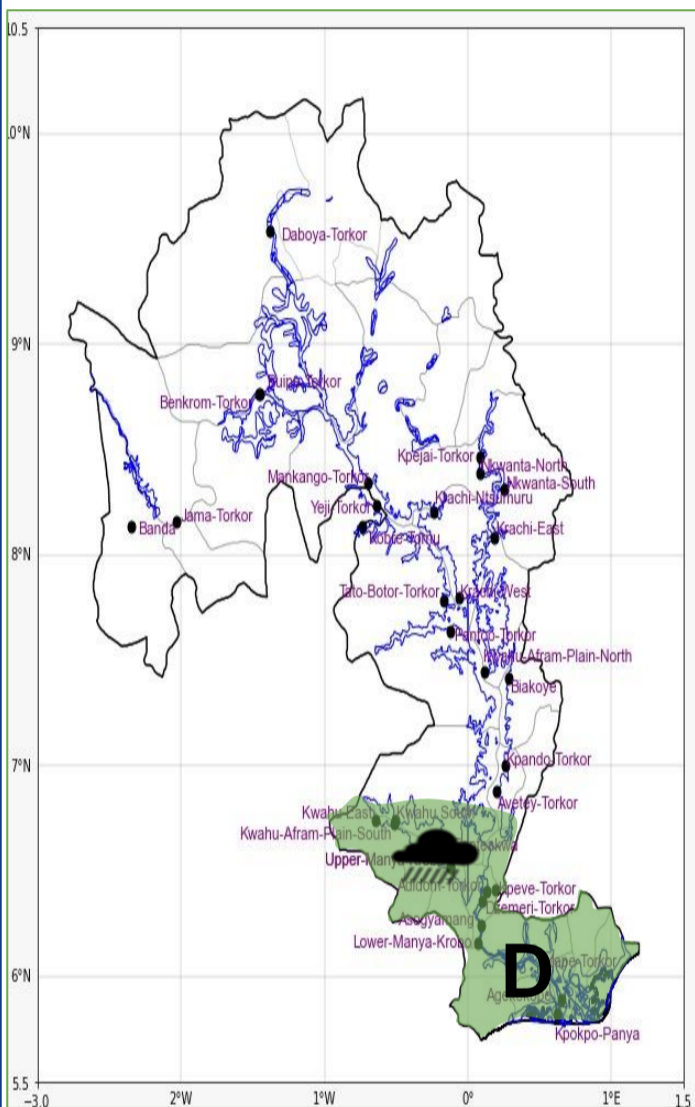 10.5
10°N
Daboya-Torkor
9°N
Benkrom-Torkor
Kpejai-Torkor
Nkwanta-North
Mankango-Torkor
Nkwanta-South
Yeji-Torkor
Krachi-Ntsumuru
Jama-Torkor
Banda
Krachi-East
8°N
Tato-Botor-Torkor
Krachi-West
Kwahu-Afram-Plain-North
Biakoye
7°N
Kpando-Torkor
Avetey-Torkor
Kwahu-East
Kwahu South
Kwahu-Afram-Plain-South
Dzemeri-Torkor
Asogyamang
Lower-Manya-Krobo
6°N
D
Kpokpo-Panya
5.5
−3.0
2°W
1°W
0°
1°E
1.5